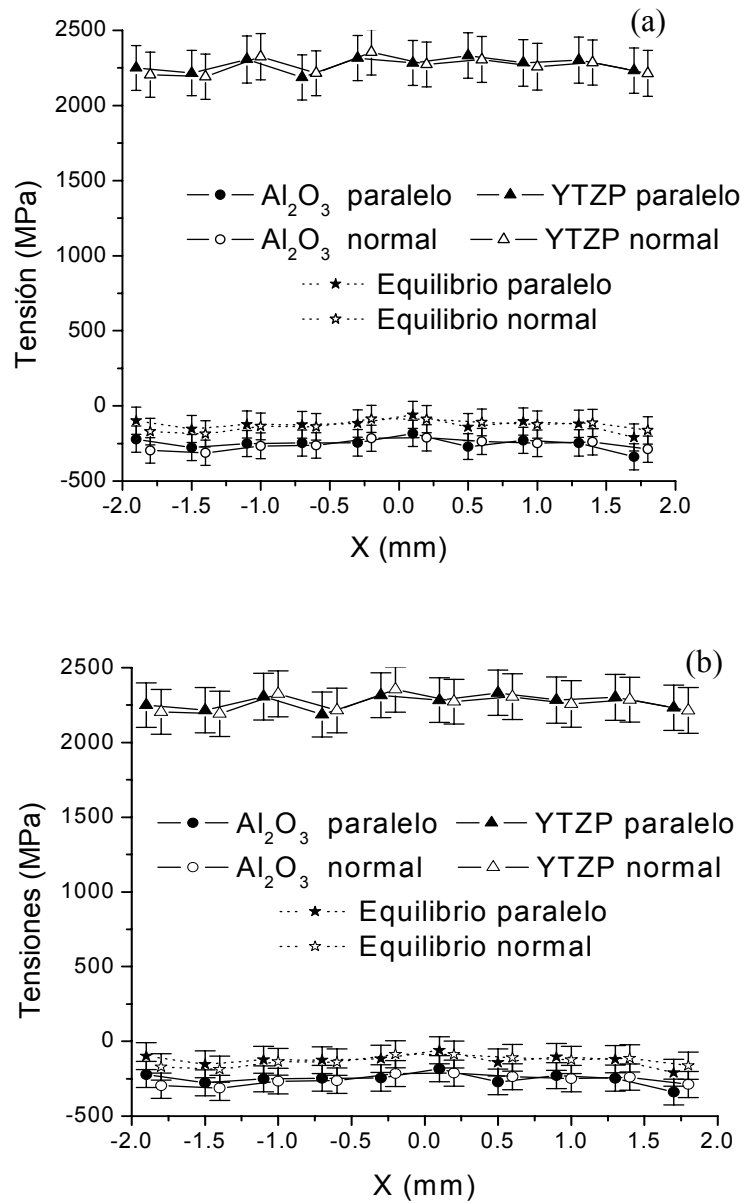 (a)
2500
2000
1500
1000
500
0
-500
Tensión (MPa)
Al2O3 paralelo YTZP paralelo
Al2O3 normal YTZP normal
Equilibrio paralelo
Equilibrio normal
-2.0 -1.5 -1.0 -0.5 0.0 0.5 1.0 1.5 2.0
X (mm)
(b)
2500
2000
1500
1000
500
0
-500
Tensiones (MPa)
Al2O3 paralelo YTZP paralelo
Al2O3 normal YTZP normal
Equilibrio paralelo
Equilibrio normal
-2.0 -1.5 -1.0 -0.5 0.0 0.5 1.0 1.5 2.0
X (mm)